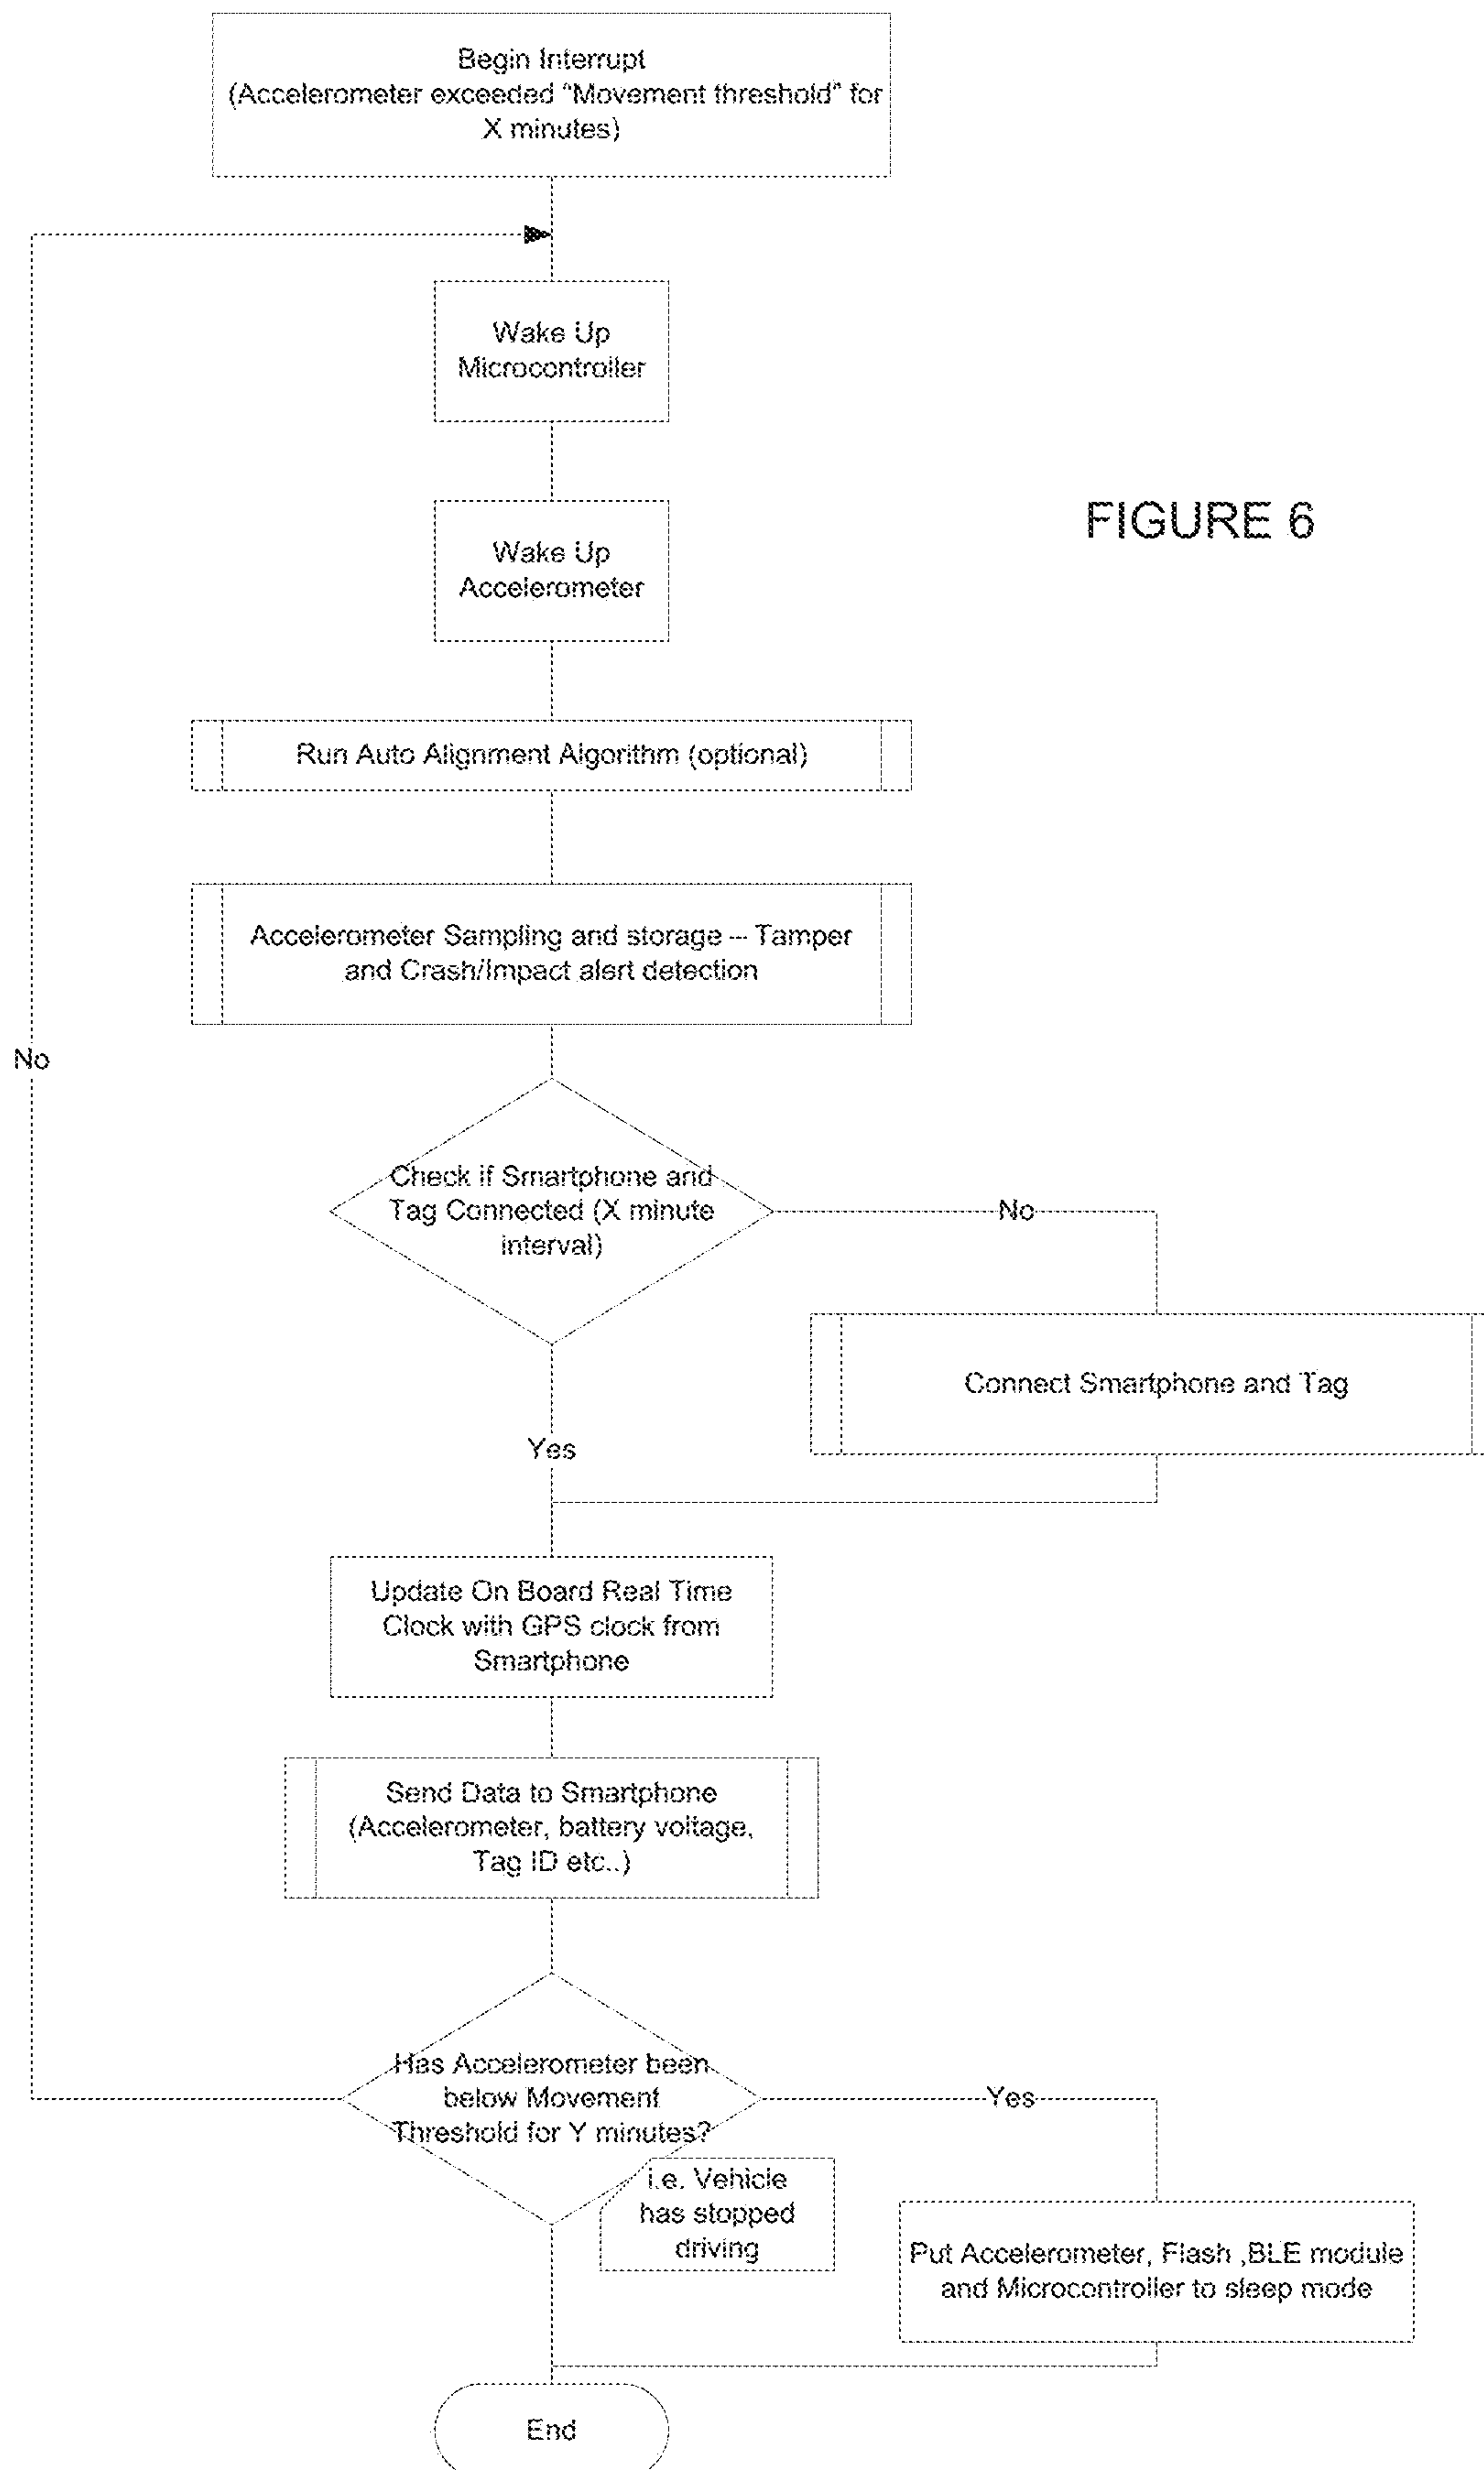 Begin Interrupt
(Accelerometer exceeded "Movement threshold" for
X minutes)
Wake Up
Microcontroller
FIGURE 6
Wake Up
Accelerometer
Run Auto Alignment Algorithm (optional)
Accelerometer Sampling and storage -- Tamper
and Crash/Impact alert detection
No
Check if Smartphone and
Tag Connected (X minute
interval)
No
Connect Smartphone and Tag
Yes
Update On Board Real Time
Clock with GPS clock from
Smartphone
Send Data to Smartphone
(Accelerometer, battery voltage,
Tag ID etc..)
Has Accelerometer been
below Movement
Threshold for Y minutes?
Yes
i.e. Vehicle
has stopped
driving
Put Accelerometer, Flash ,BLE module
and Microcontroller to sleep mode
End